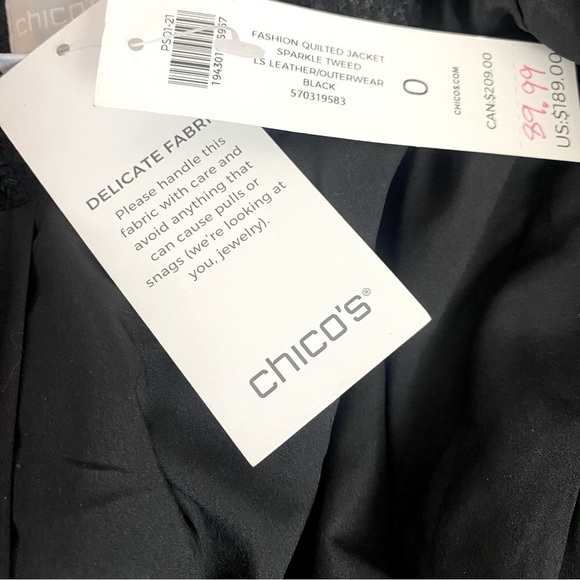 chico's
PS01-21
FASHION QUILTED JACKET
SPARKLE TWEED
LS LEATHER/OUTERWEAR
BLACK
570319583
0
CHICOS.COM
CAN:$209.00
89.99
US:$189.00
DELICATE FABRI
Please handle this
fabric with care and
avoid anything that
can cause pulls or
snags (we're looking at
you, jewelry).
chico's®